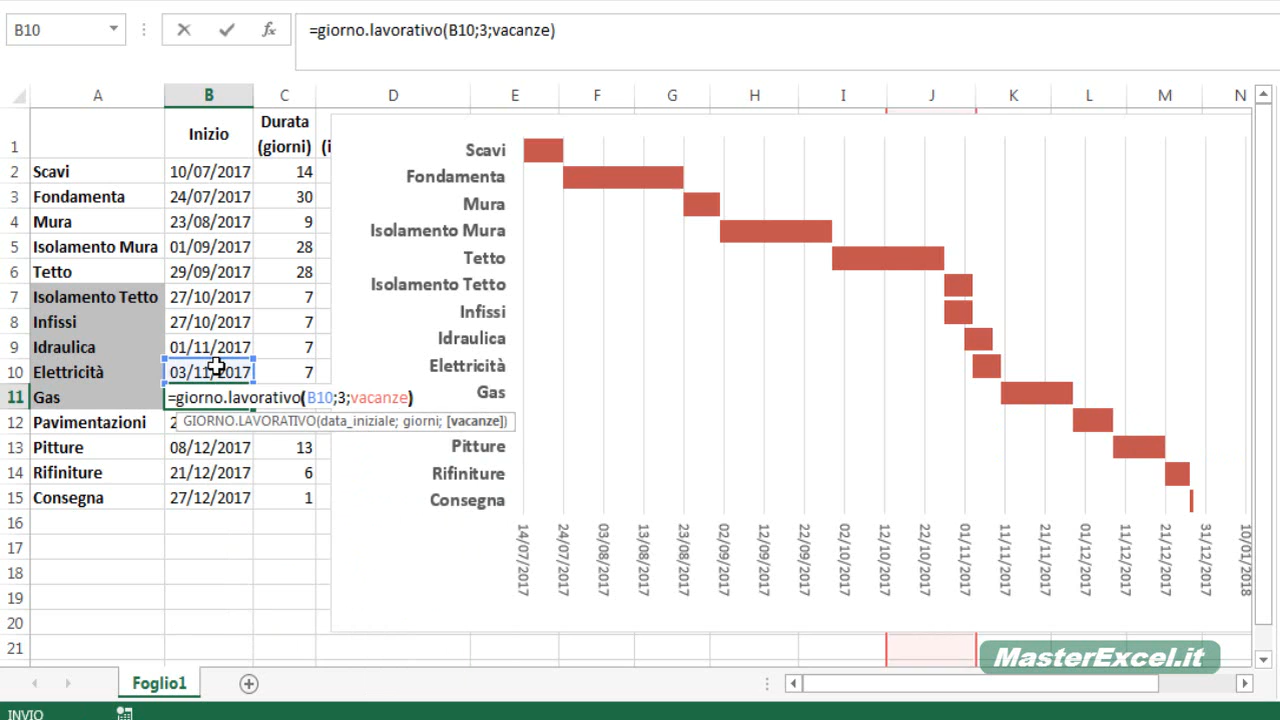 B10
=giorno.lavorativo(B10;3;vacanze)
A B C D E F G H I J K L M N
1 Inizio Durata (giorni) (i
2 Scavi 10/07/2017 14
3 Fondamenta 24/07/2017 30
4 Mura 23/08/2017 9
5 Isolamento Mura 01/09/2017 28
6 Tetto 29/09/2017 28
7 Isolamento Tetto 27/10/2017 7
8 Infissi 27/10/2017 7
9 Idraulica 01/11/2017 7
10 Elettricità 03/11/2017 7
11 Gas =giorno.lavorativo(B10;3;vacanze)
GIORNO.LAVORATIVO(data_iniziale; giorni; [vacanze])
12 Pavimentazioni 2
13 Pitture 08/12/2017 13
14 Rifiniture 21/12/2017 6
15 Consegna 27/12/2017 1
16
17
18
19
20
21
Scavi
Fondamenta
Mura
Isolamento Mura
Tetto
Isolamento Tetto
Infissi
Idraulica
Elettricità
Gas
Pitture
Rifiniture
Consegna
14/07/2017
24/07/2017
03/08/2017
13/08/2017
23/08/2017
02/09/2017
12/09/2017
22/09/2017
02/10/2017
12/10/2017
22/10/2017
01/11/2017
11/11/2017
21/11/2017
01/12/2017
11/12/2017
21/12/2017
31/12/2017
10/01/2018
MasterExcel.it
Foglio1
INVIO